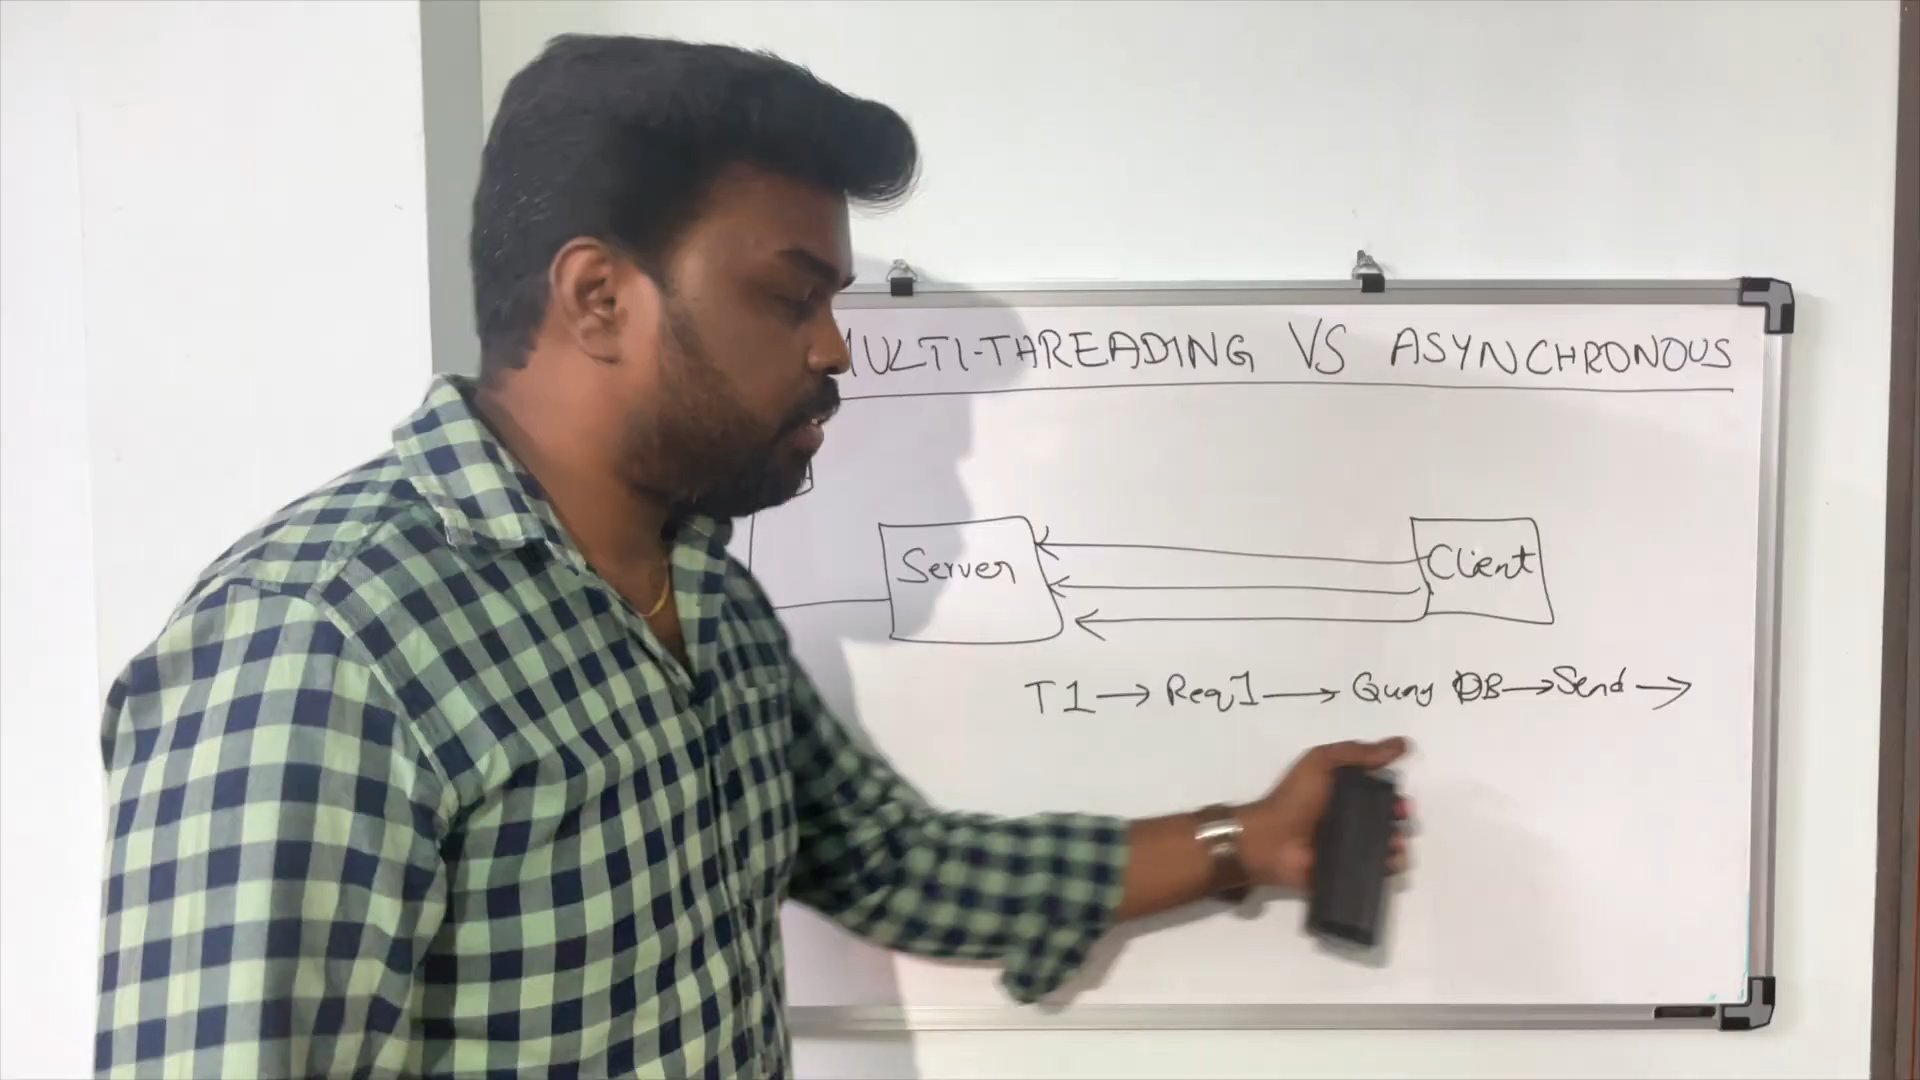 MULTI-THREADING VS ASYNCHRONOUS
Server
Client
T1 → Req1 → Query DB → Send →